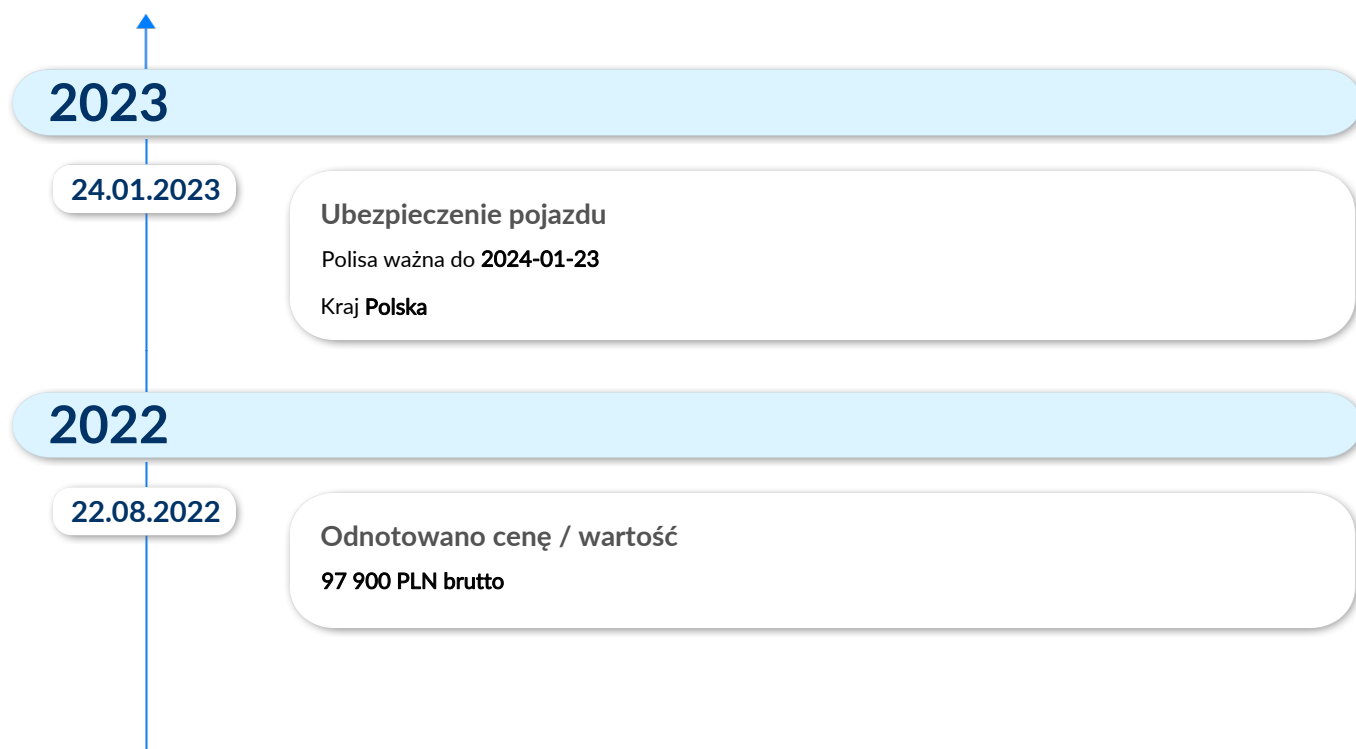 2023
24.01.2023
Ubezpieczenie pojazdu
Polisa ważna do 2024-01-23
Kraj Polska
2022
22.08.2022
Odnotowano cenę / wartość
97 900 PLN brutto